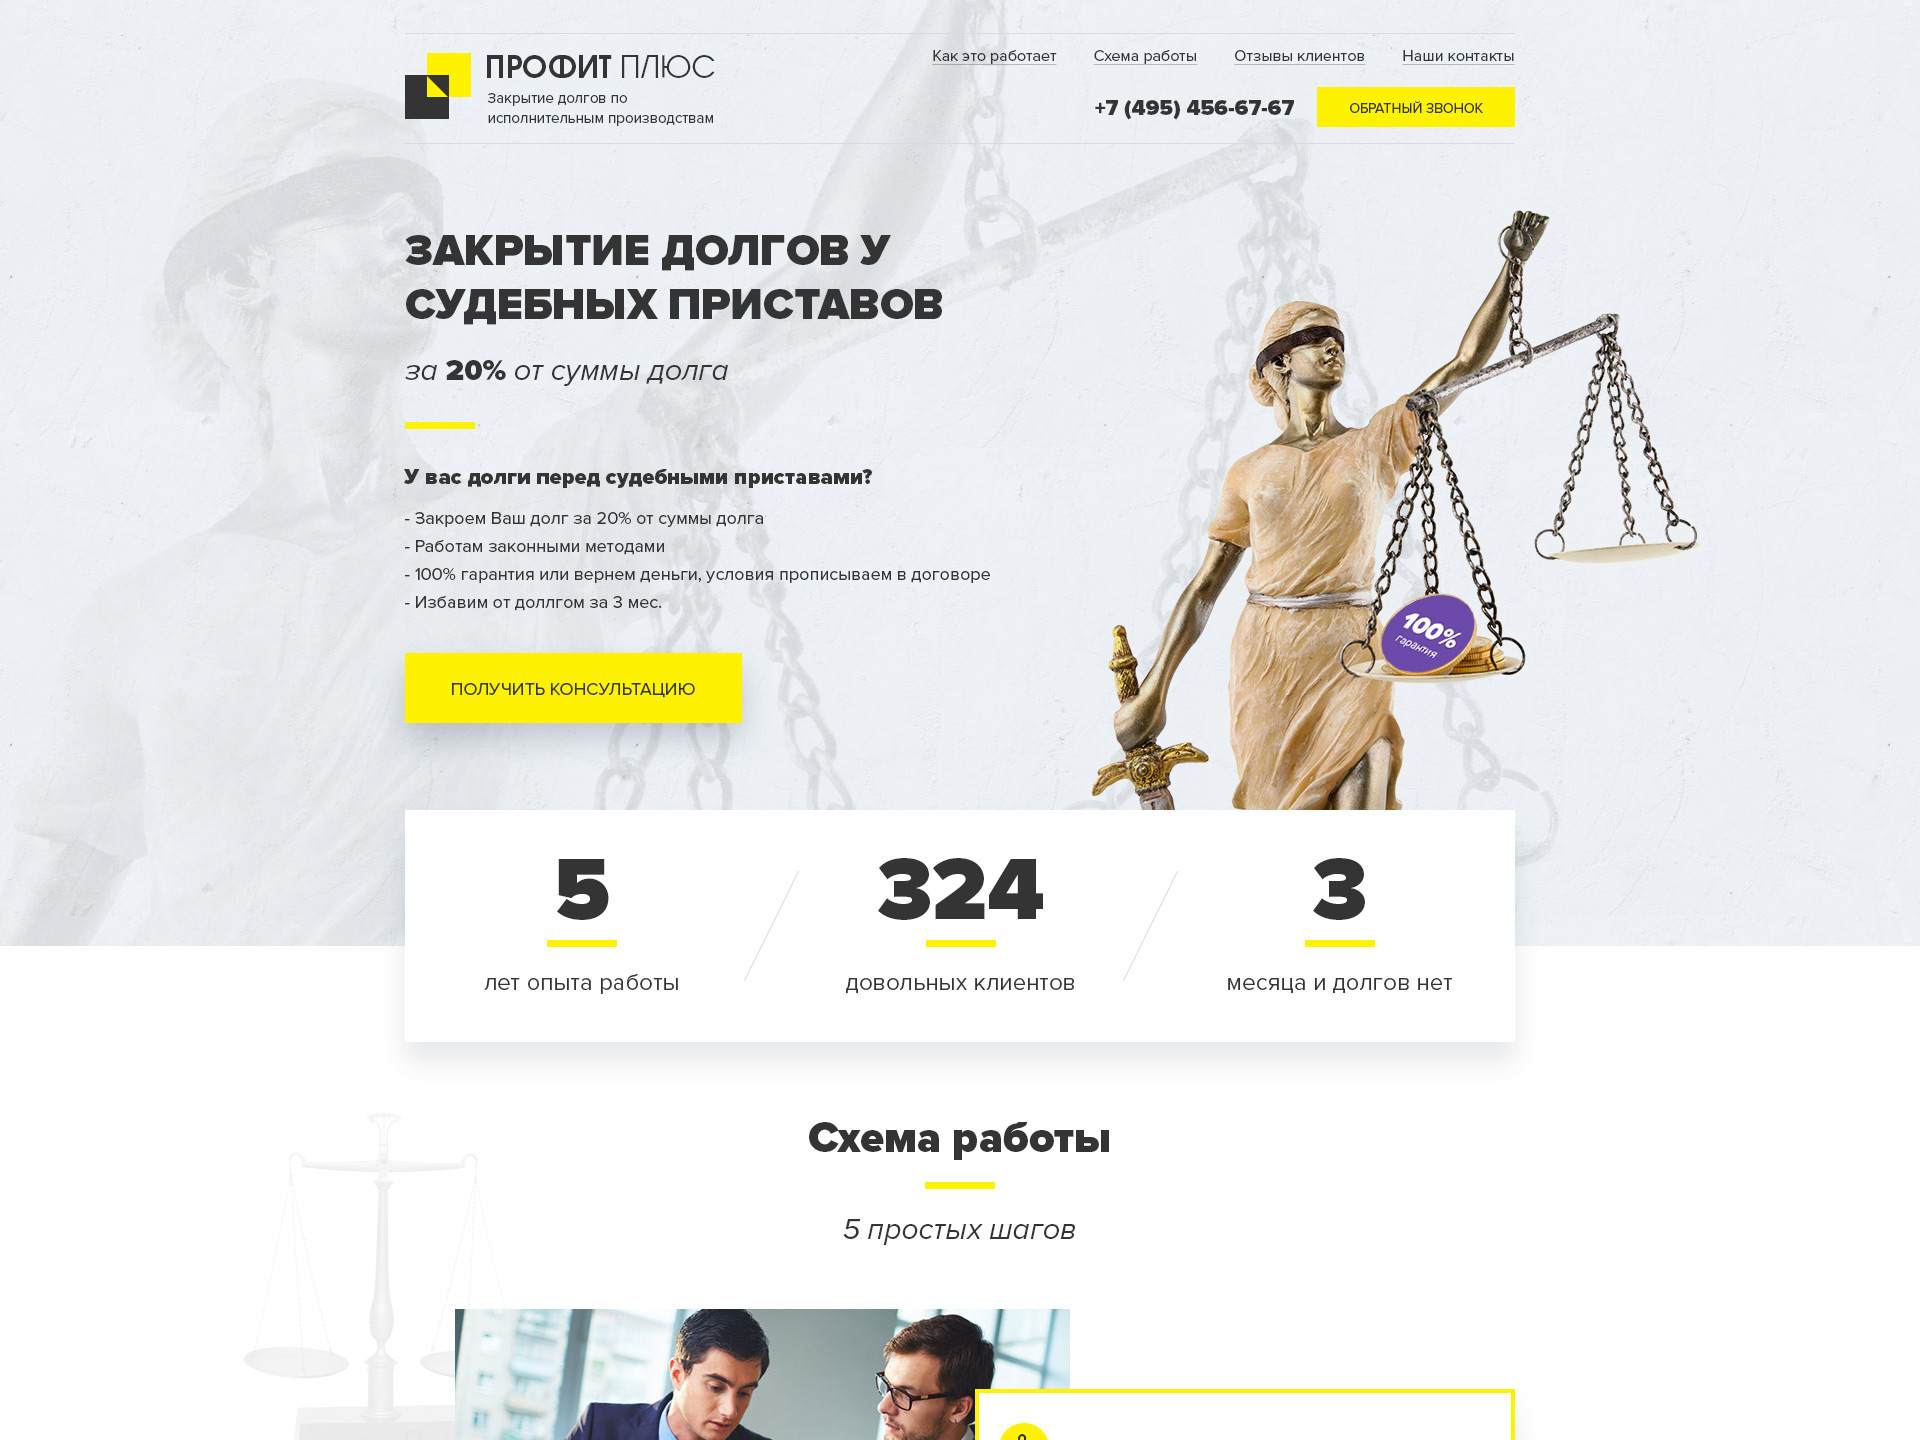 ПРОФИТ ПЛЮС
Закрытие долгов по
исполнительным производствам
Как это работает
Схема работы
Отзывы клиентов
Наши контакты
+7 (495) 456-67-67
ОБРАТНЫЙ ЗВОНОК
ЗАКРЫТИЕ ДОЛГОВ У
СУДЕБНЫХ ПРИСТАВОВ
за 20% от суммы долга
У вас долги перед судебными приставами?
- Закроем Ваш долг за 20% от суммы долга
- Работам законными методами
- 100% гарантия или вернем деньги, условия прописываем в договоре
- Избавим от доллгом за 3 мес.
ПОЛУЧИТЬ КОНСУЛЬТАЦИЮ
100%
гарантия
5
лет опыта работы
324
довольных клиентов
3
месяца и долгов нет
Схема работы
5 простых шагов